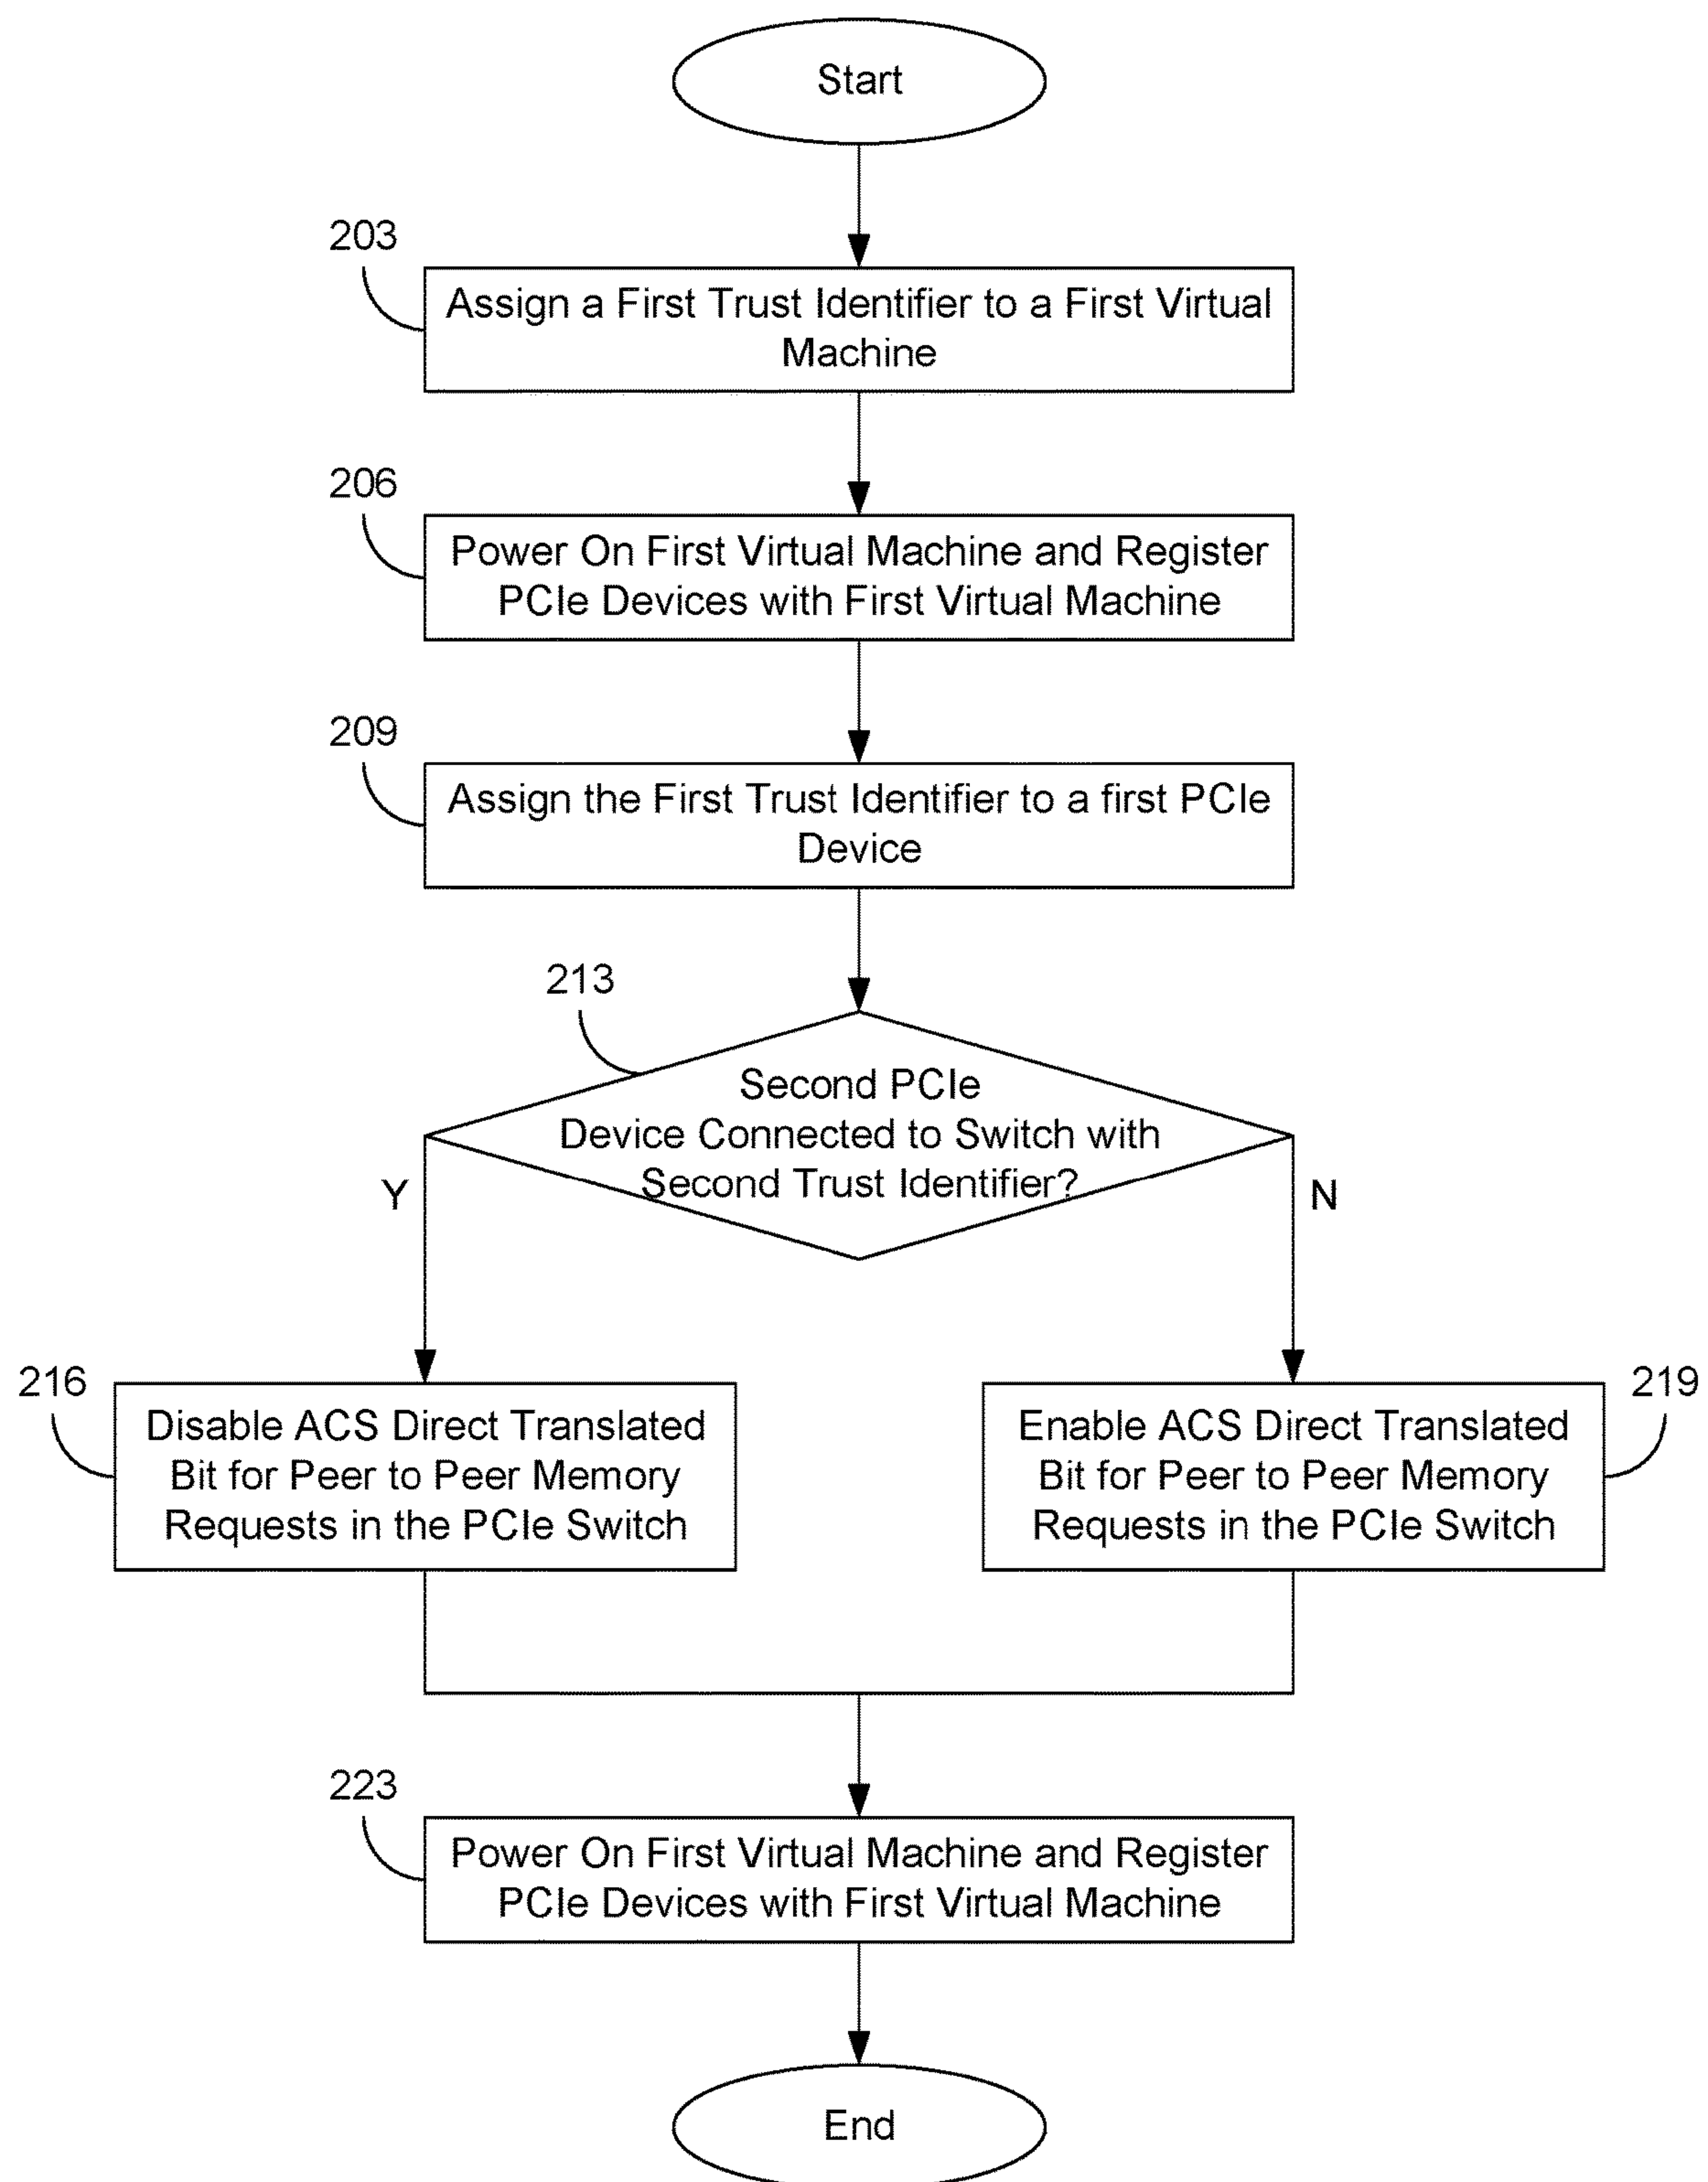 Start
203
Assign a First Trust Identifier to a First Virtual
Machine
206
Power On First Virtual Machine and Register
PCIe Devices with First Virtual Machine
209
Assign the First Trust Identifier to a first PCIe
Device
213
Second PCIe
Device Connected to Switch with
Second Trust Identifier?
Y
N
216
Disable ACS Direct Translated
Bit for Peer to Peer Memory
Requests in the PCIe Switch
219
Enable ACS Direct Translated
Bit for Peer to Peer Memory
Requests in the PCIe Switch
223
Power On First Virtual Machine and Register
PCIe Devices with First Virtual Machine
End